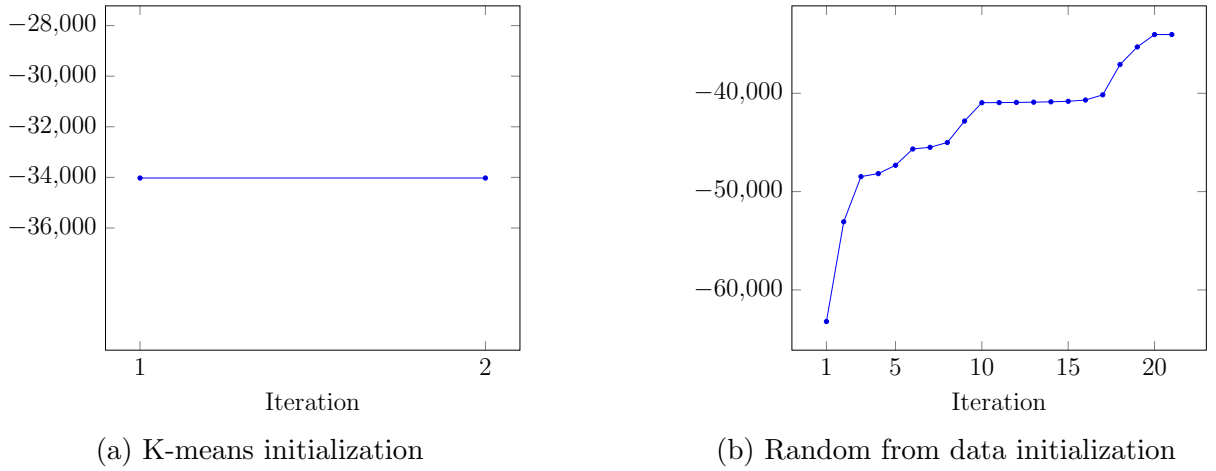 −28,000
−30,000
−32,000
−34,000
−36,000
1 2
Iteration
(a) K-means initialization
−40,000
−50,000
−60,000
1 5 10 15 20
Iteration
(b) Random from data initialization